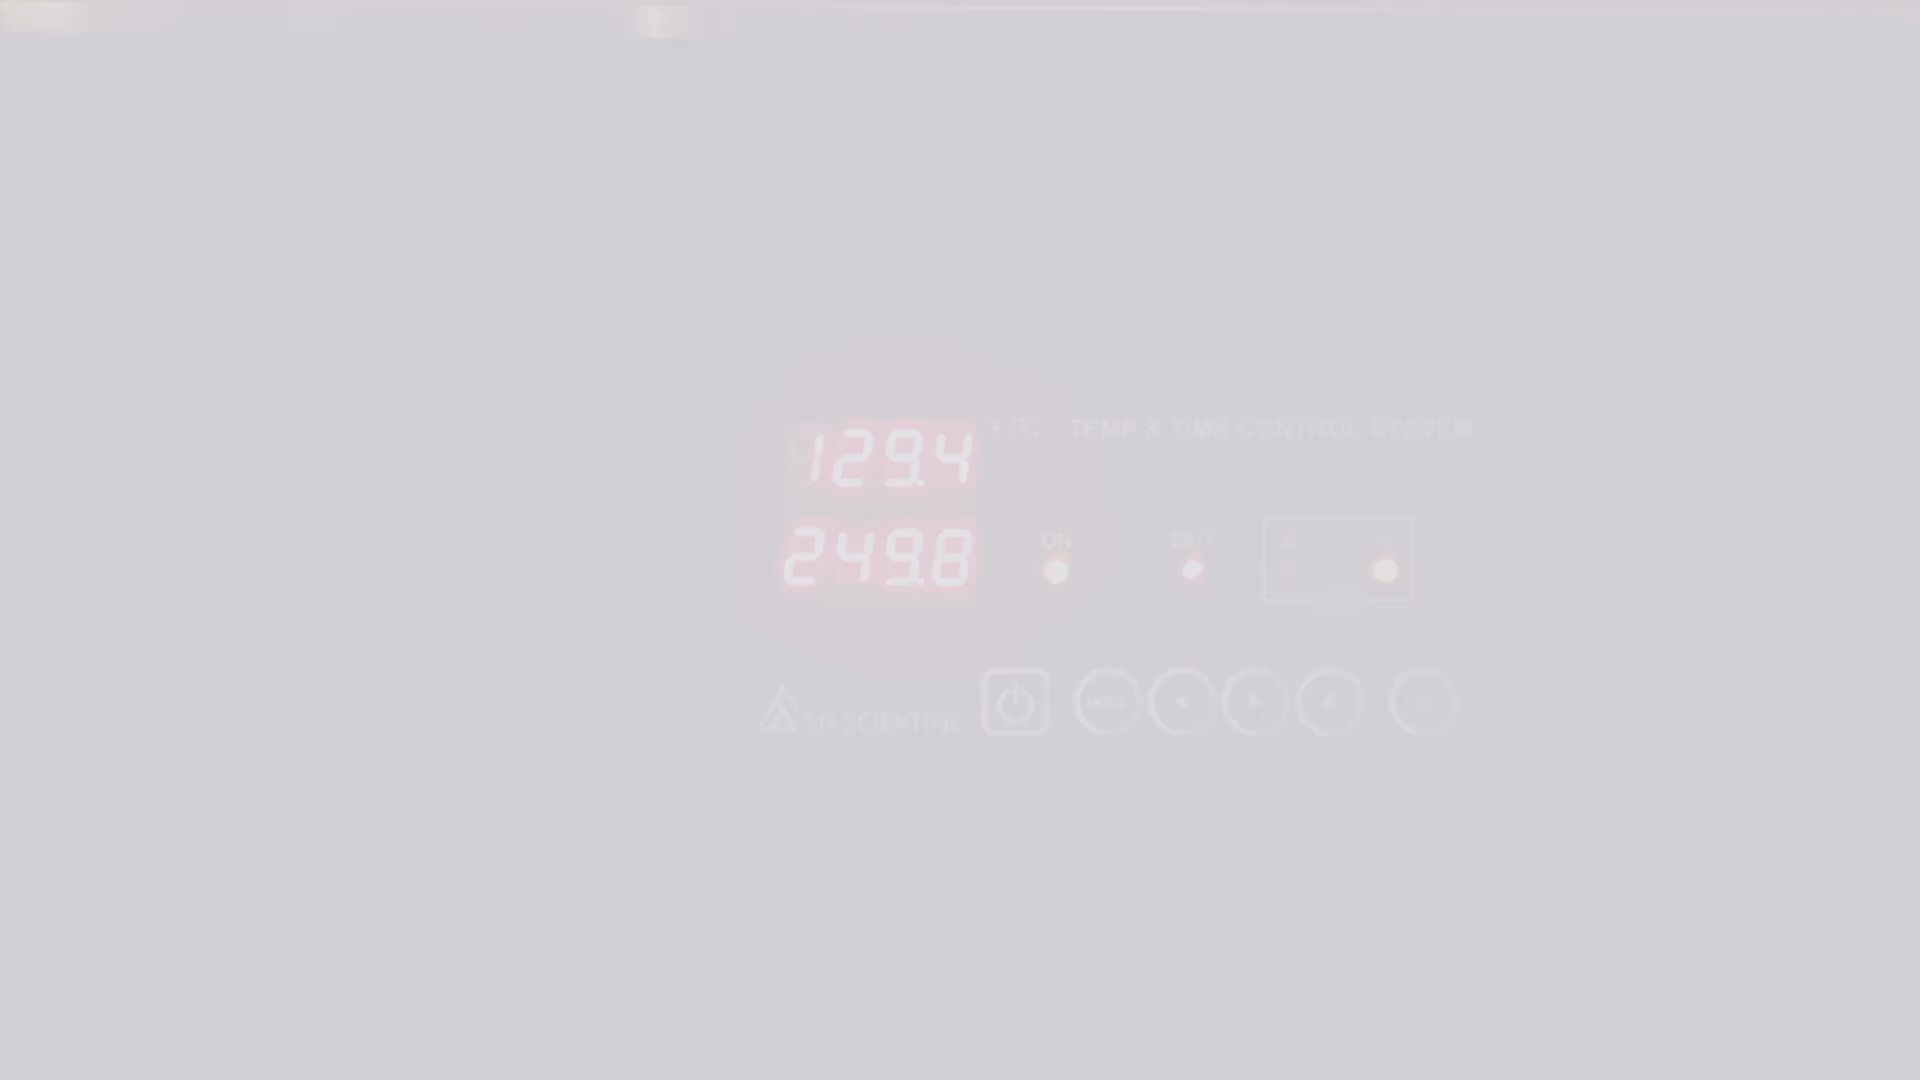 129.4
°F /°C TEMP & TIME CONTROL SYSTEM
249.8
ON
OUT
SH SCIENTIFIC